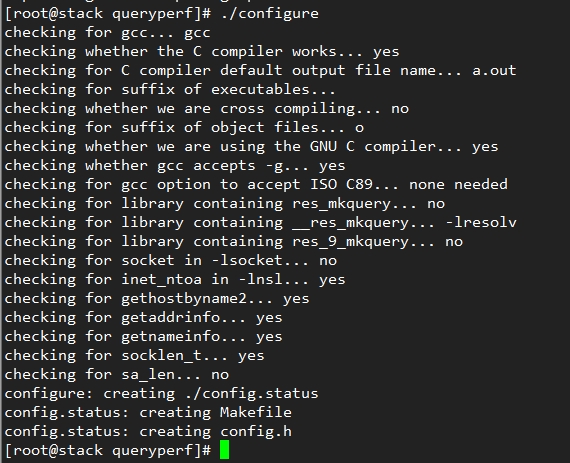 [root@stack queryperf]# ./configure
checking for gcc... gcc
checking whether the C compiler works... yes
checking for C compiler default output file name... a.out
checking for suffix of executables...
checking whether we are cross compiling... no
checking for suffix of object files... o
checking whether we are using the GNU C compiler... yes
checking whether gcc accepts -g... yes
checking for gcc option to accept ISO C89... none needed
checking for library containing res_mkquery... no
checking for library containing __res_mkquery... -lresolv
checking for library containing res_9_mkquery... no
checking for socket in -lsocket... no
checking for inet_ntoa in -lnsl... yes
checking for gethostbyname2... yes
checking for getaddrinfo... yes
checking for getnameinfo... yes
checking for socklen_t... yes
checking for sa_len... no
configure: creating ./config.status
config.status: creating Makefile
config.status: creating config.h
[root@stack queryperf]#